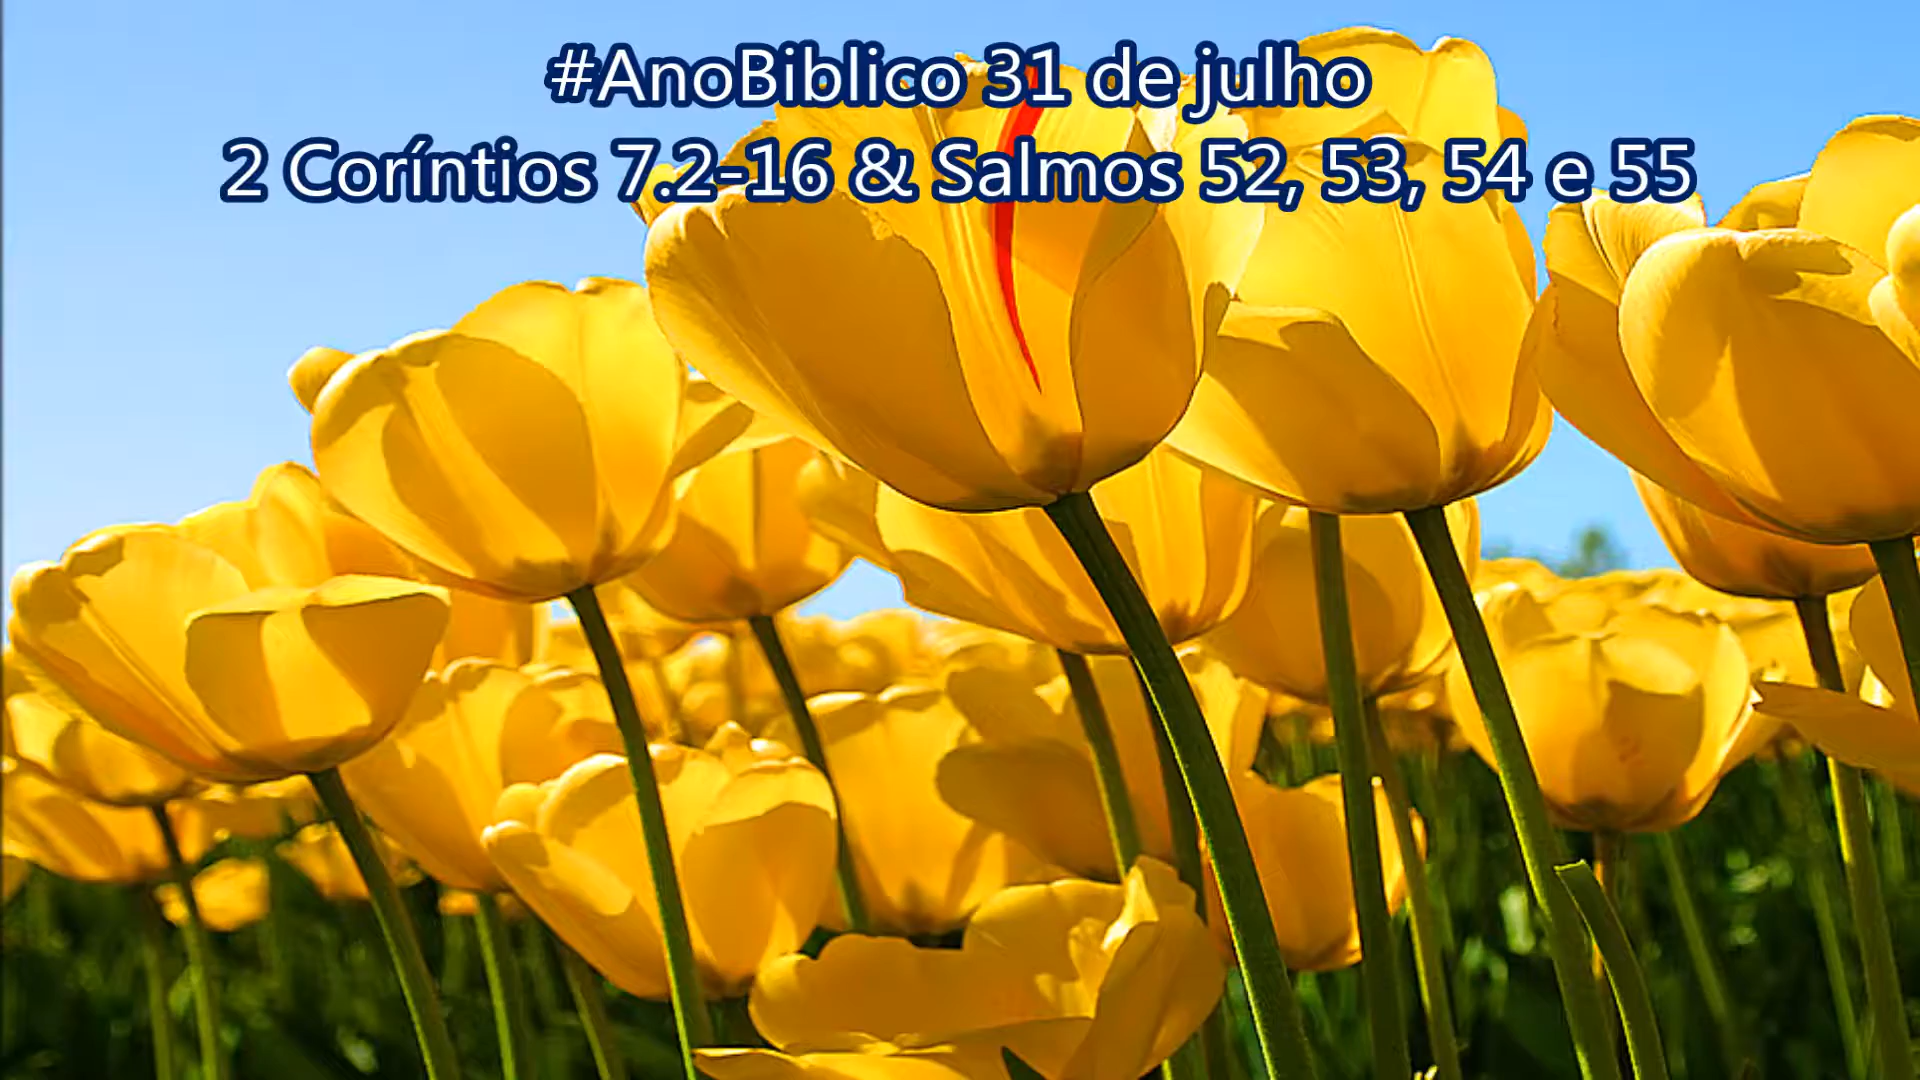 #AnoBiblico 31 de julho
2 Coríntios 7.2-16 & Salmos 52, 53, 54 e 55